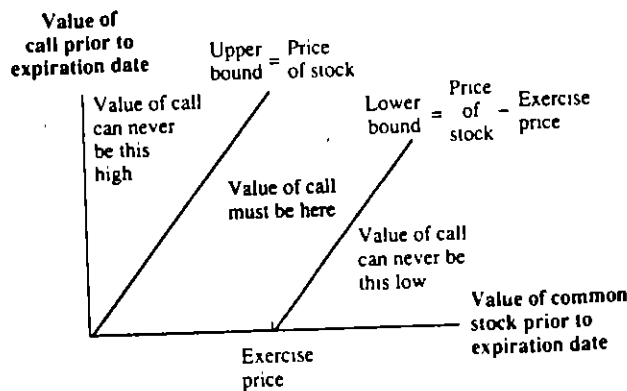 Value of
call prior to
expiration date
Upper
bound = Price
of stock
Value of call
can never
be this
high
Lower
bound = Price
of
stock - Exercise
price
Value of call
must be here
Value of call
can never be
this low
Value of common
stock prior to
expiration date
Exercise
price